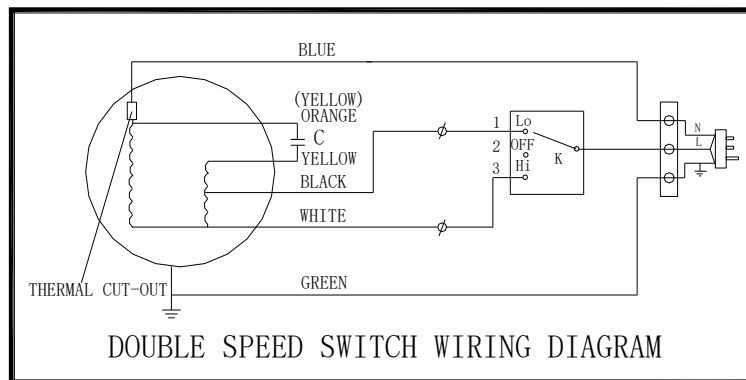 BLUE
(YELLOW)
ORANGE
C
YELLOW
BLACK
WHITE
GREEN
THERMAL CUT-OUT
1 Lo
2 OFF
3 Hi
K
N
L
DOUBLE SPEED SWITCH WIRING DIAGRAM